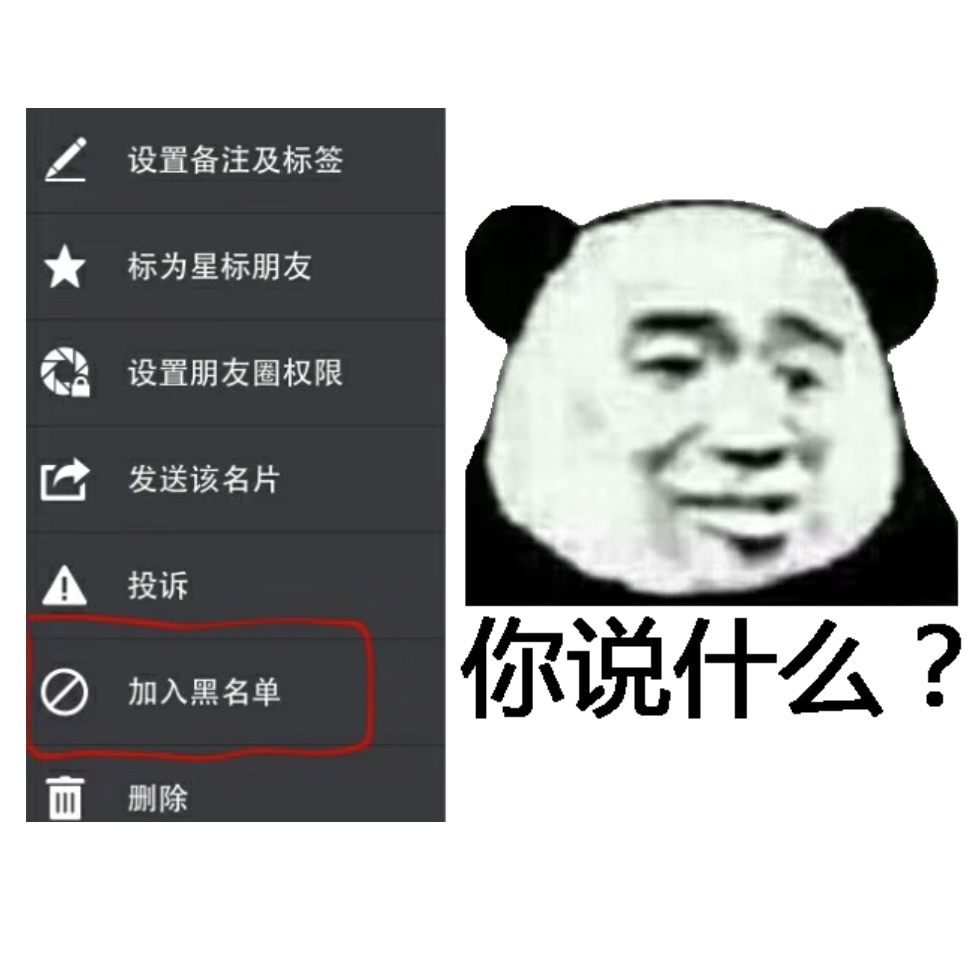 设置备注及标签
标为星标朋友
设置朋友圈权限
发送该名片
投诉
加入黑名单
删除
你说什么？